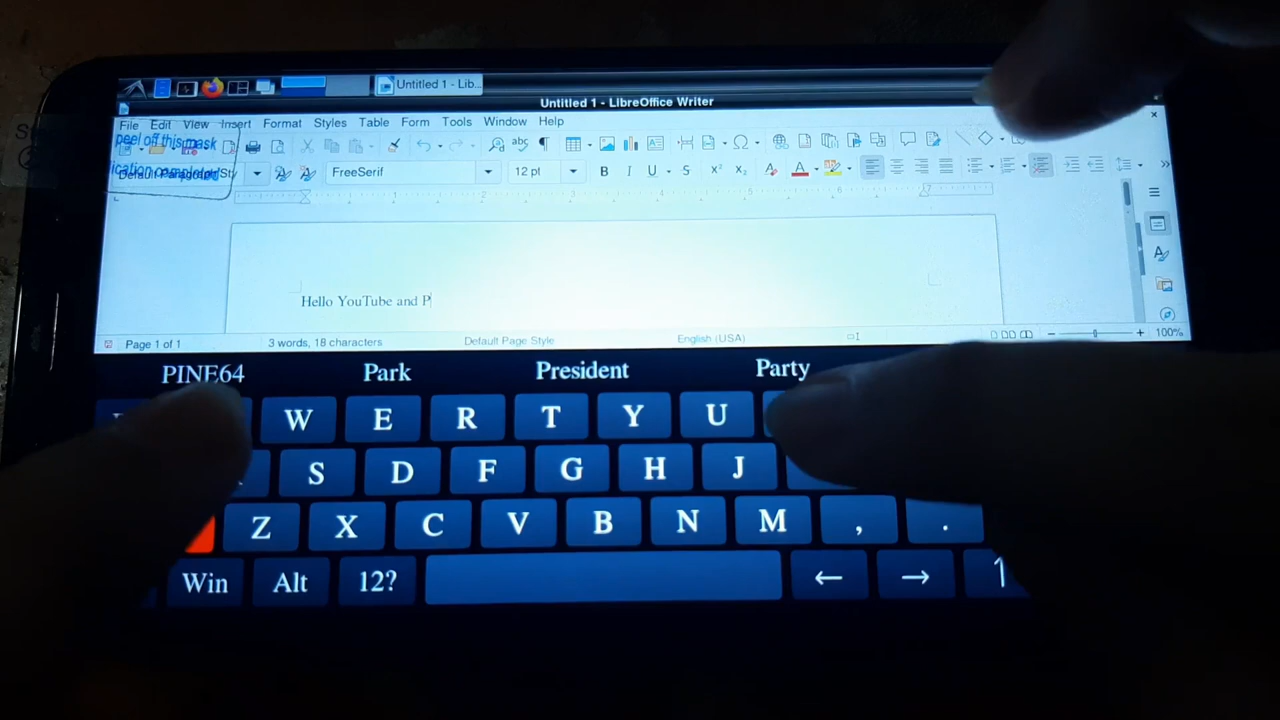 Untitled 1 - Lib...
Untitled 1 - LibreOffice Writer
File Edit View Insert Format Styles Table Form Tools Window Help
peel off this mask
FreeSerif 12 pt
Hello YouTube and P
Page 1 of 1 3 words, 18 characters Default Page Style English (USA) 100%
PINE64 Park President Party
W E R T Y U
S D F G H J
Z X C V B N M , .
Win Alt 12? ← →